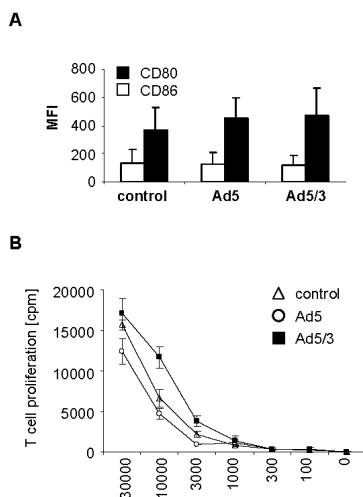 A
800
600
400
200
0
MFI
CD80
CD86
control
Ad5
Ad5/3
B
20000
15000
10000
5000
0
T cell proliferation [cpm]
control
Ad5
Ad5/3
30000
10000
3000
1000
300
100
0